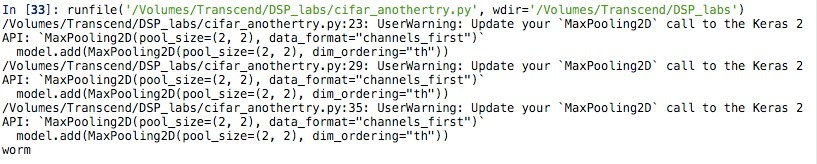 In [33]: runfile('/Volumes/Transcend/DSP_labs/cifar_anothertry.py', wdir='/Volumes/Transcend/DSP_labs')
/Volumes/Transcend/DSP_labs/cifar_anothertry.py:23: UserWarning: Update your `MaxPooling2D` call to the Keras 2
API: `MaxPooling2D(pool_size=(2, 2), data_format="channels_first")`
  model.add(MaxPooling2D(pool_size=(2, 2), dim_ordering="th"))
/Volumes/Transcend/DSP_labs/cifar_anothertry.py:29: UserWarning: Update your `MaxPooling2D` call to the Keras 2
API: `MaxPooling2D(pool_size=(2, 2), data_format="channels_first")`
  model.add(MaxPooling2D(pool_size=(2, 2), dim_ordering="th"))
/Volumes/Transcend/DSP_labs/cifar_anothertry.py:35: UserWarning: Update your `MaxPooling2D` call to the Keras 2
API: `MaxPooling2D(pool_size=(2, 2), data_format="channels_first")`
  model.add(MaxPooling2D(pool_size=(2, 2), dim_ordering="th"))
worm